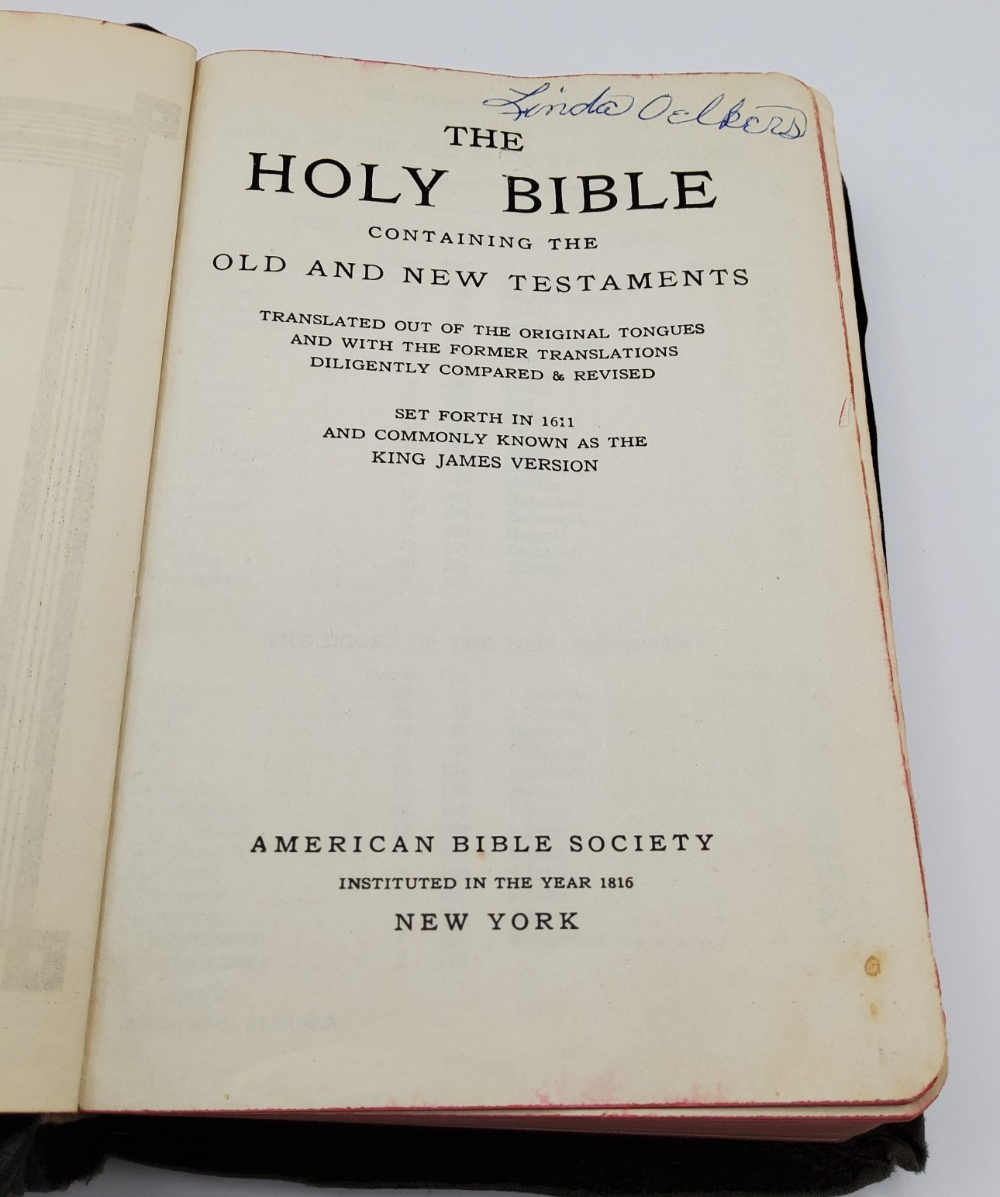 Linda Oelkers
THE
HOLY BIBLE
CONTAINING THE
OLD AND NEW TESTAMENTS
TRANSLATED OUT OF THE ORIGINAL TONGUES
AND WITH THE FORMER TRANSLATIONS
DILIGENTLY COMPARED & REVISED
SET FORTH IN 1611
AND COMMONLY KNOWN AS THE
KING JAMES VERSION
AMERICAN BIBLE SOCIETY
INSTITUTED IN THE YEAR 1816
NEW YORK